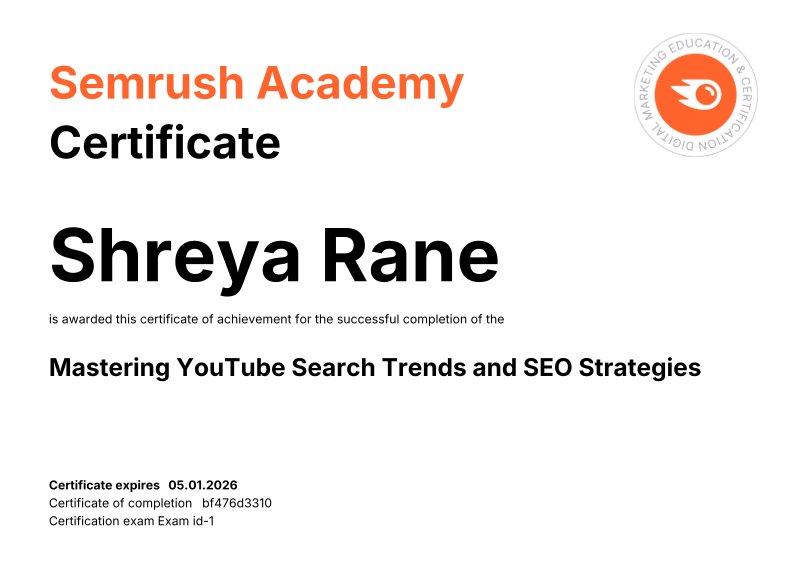 Semrush Academy
Certificate
DIGITAL MARKETING EDUCATION & CERTIFICATION
Shreya Rane
is awarded this certificate of achievement for the successful completion of the
Mastering YouTube Search Trends and SEO Strategies
Certificate expires 05.01.2026
Certificate of completion bf476d3310
Certification exam Exam id-1